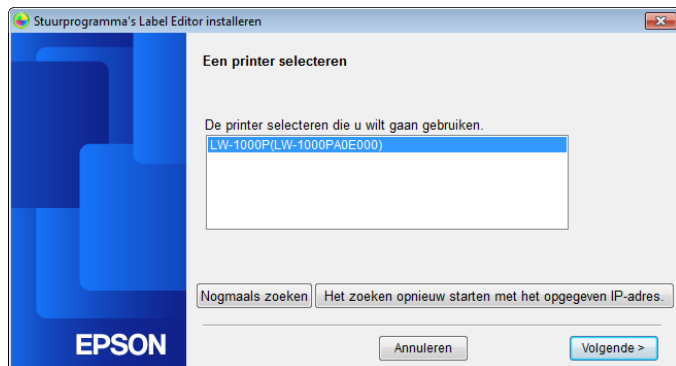 Stuurprogramma's Label Editor installeren
Een printer selecteren
De printer selecteren die u wilt gaan gebruiken.
LW-1000P(LW-1000PA0E000)
Nogmaals zoeken Het zoeken opnieuw starten met het opgegeven IP-adres.
EPSON
Annuleren Volgende >